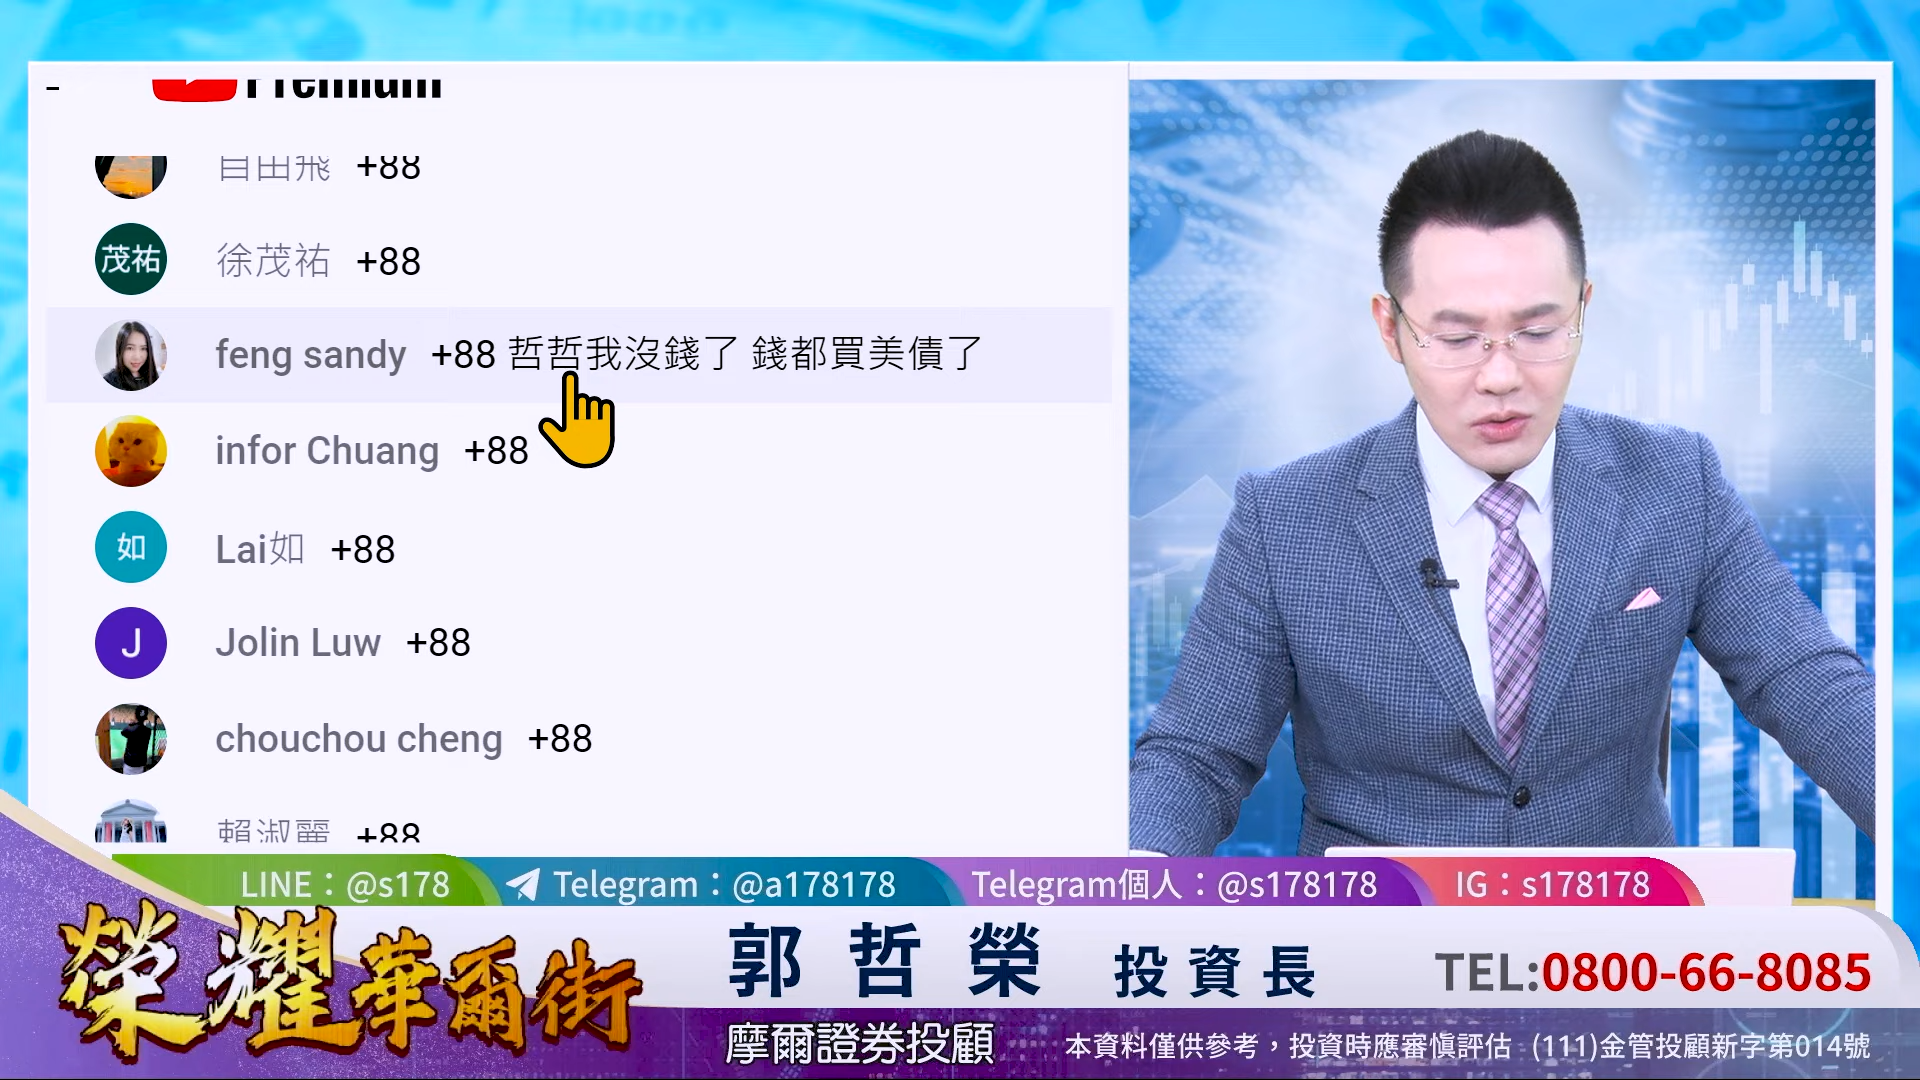 Premium
自由飛 +88
茂祐 徐茂祐 +88
feng sandy +88 哲哲我沒錢了 錢都買美債了
infor Chuang +88
如 Lai如 +88
J Jolin Luw +88
chouchou cheng +88
賴淑麗 +88
LINE：@s178 Telegram：@a178178 Telegram個人：@s178178 IG：s178178
榮耀華爾街
郭哲榮 投資長 TEL:0800-66-8085
摩爾證券投顧 本資料僅供參考，投資時應審慎評估 (111)金管投顧新字第014號